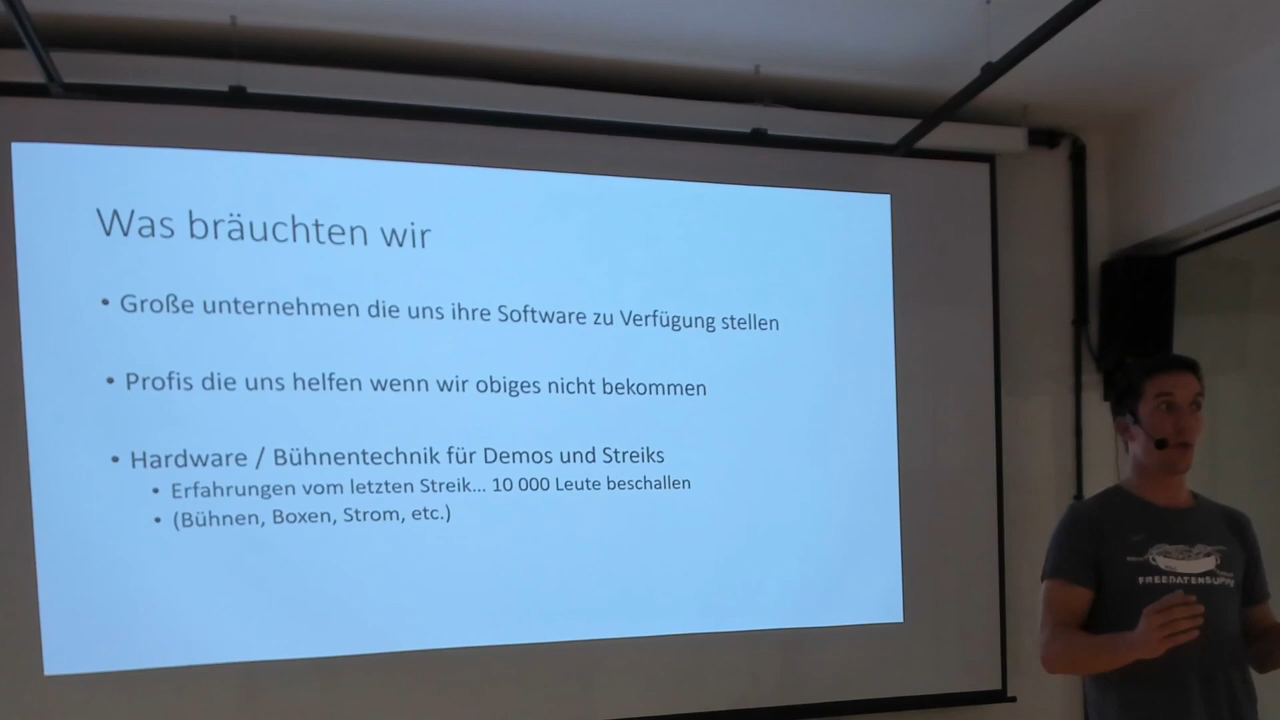 Was bräuchten wir
• Große unternehmen die uns ihre Software zu Verfügung stellen
• Profis die uns helfen wenn wir obiges nicht bekommen
• Hardware / Bühnentechnik für Demos und Streiks
• Erfahrungen vom letzten Streik... 10 000 Leute beschallen
• (Bühnen, Boxen, Strom, etc.)
FREEDATENSUPPE